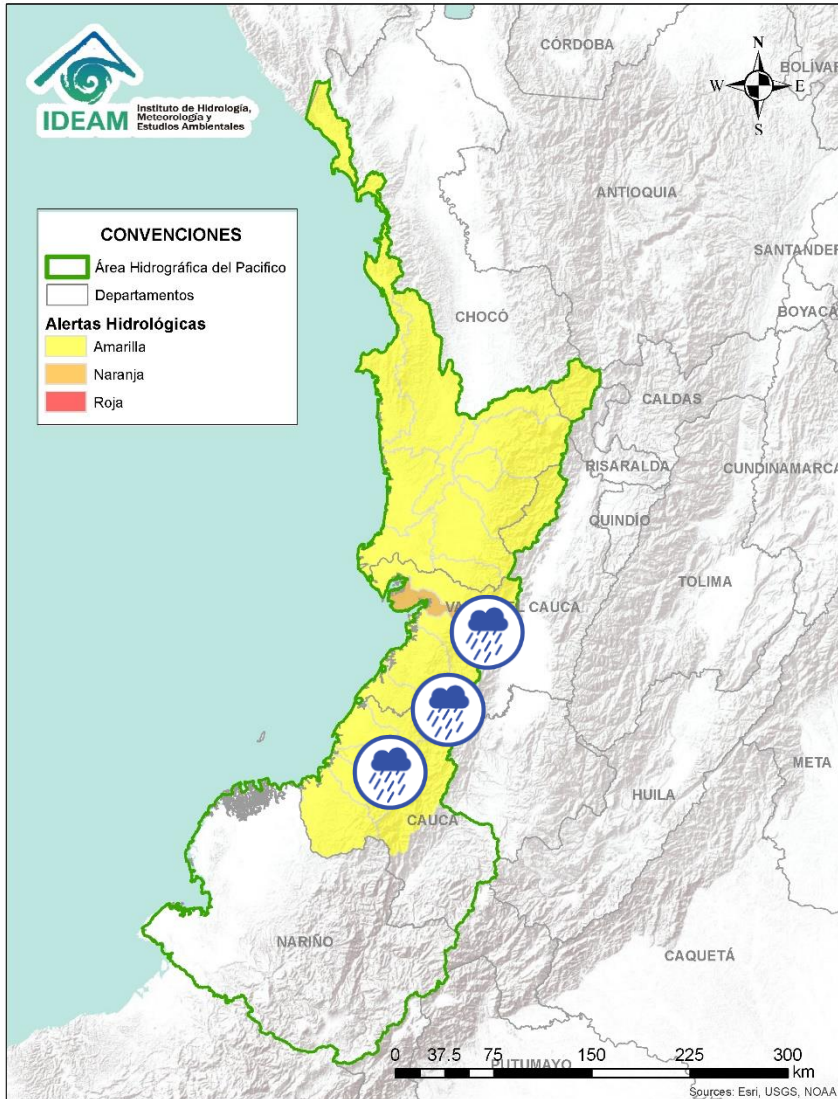 CÓRDOBA
BOLÍVAR
N
W
E
S
IDEAM
Instituto de Hidrología,
Meteorología y
Estudios Ambientales
ANTIOQUIA
SANTANDER
CONVENCIONES
Área Hidrográfica del Pacifico
Departamentos
Alertas Hidrológicas
Amarilla
Naranja
Roja
BOYACÁ
CHOCÓ
CALDAS
RISARALDA
CUNDINAMARCA
QUINDÍO
TOLIMA
EL CAUCA
META
HUILA
CAUCA
NARIÑO
CAQUETÁ
PUTUMAYO
0 37.5 75 150 225 300
km
Sources: Esri, USGS, NOAA